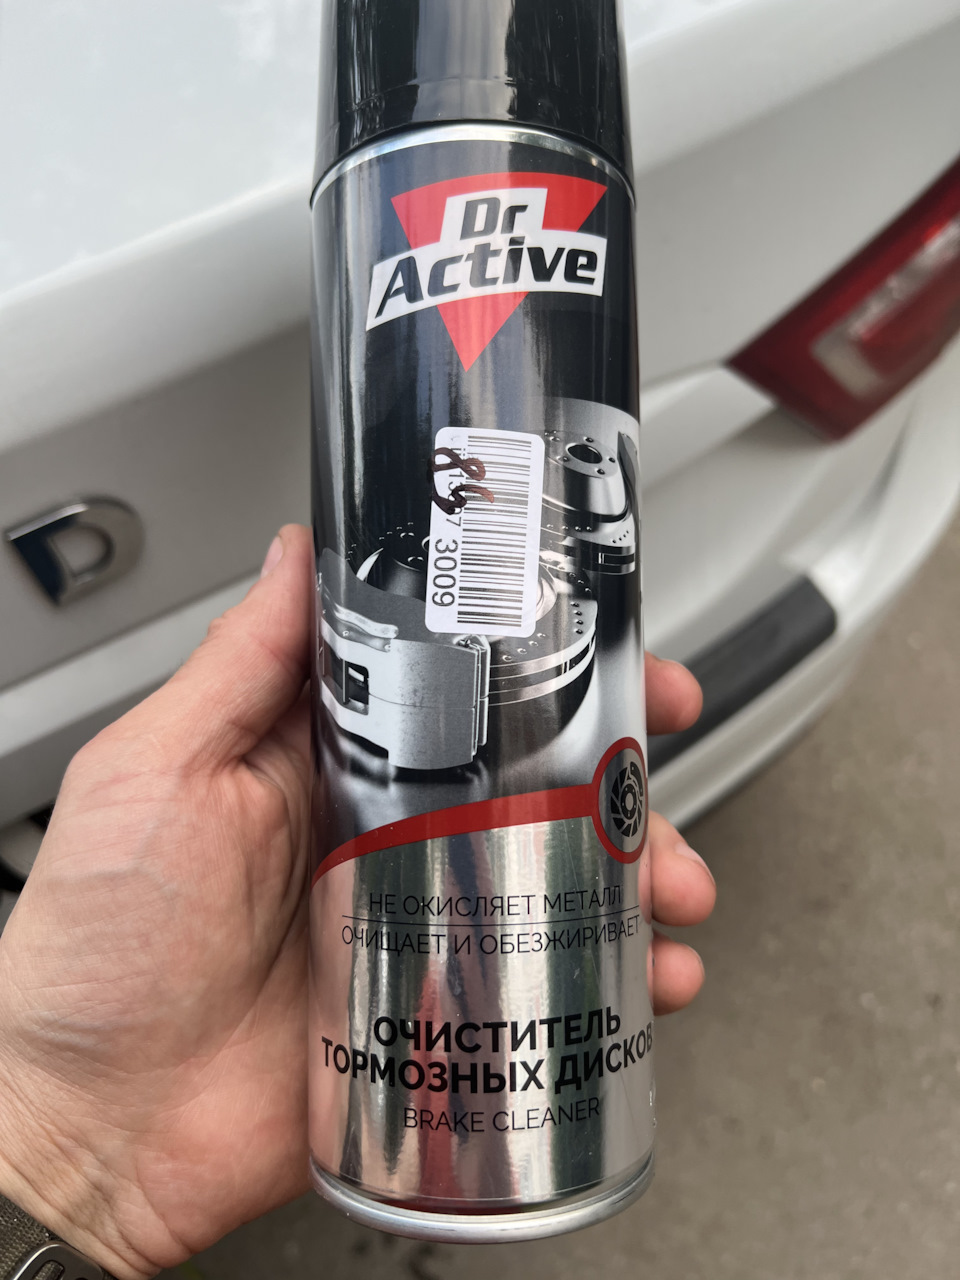 Dr
Active
3009
D
НЕ ОКИСЛЯЕТ МЕТАЛЛ
ОЧИЩАЕТ И ОБЕЗЖИРИВАЕТ
ОЧИСТИТЕЛЬ
ТОРМОЗНЫХ ДИСКОВ
BRAKE CLEANER